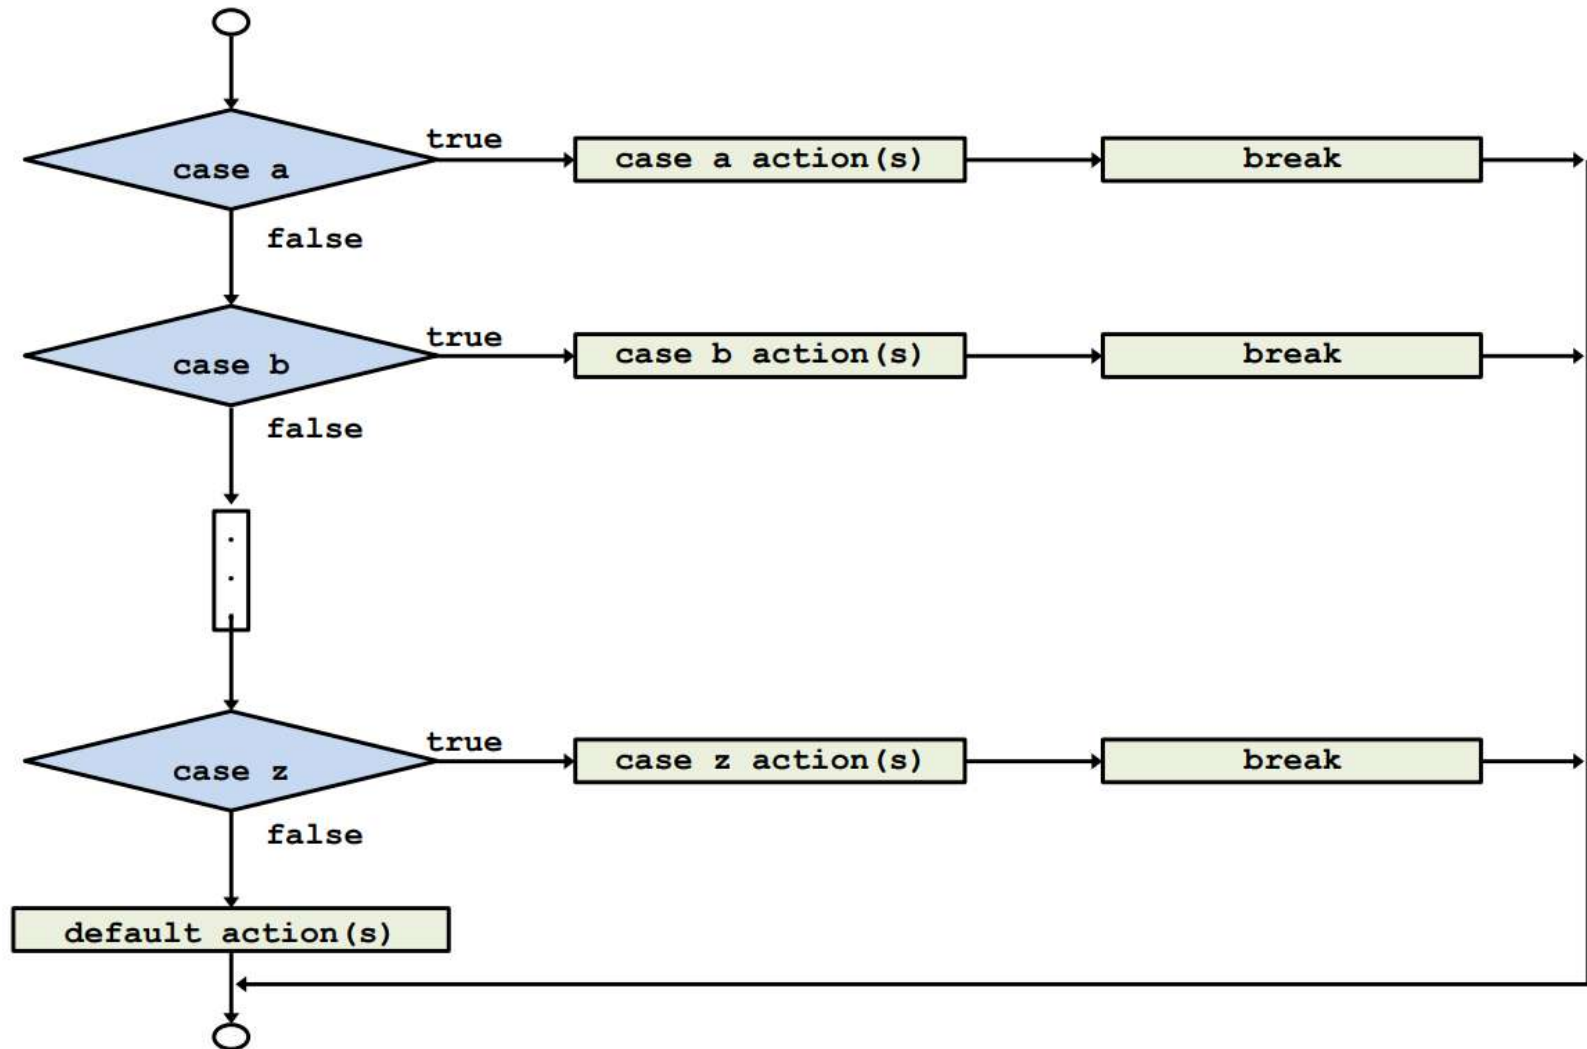 case a
true
case a action(s)
break
false
case b
true
case b action(s)
break
false
.
.
.
case z
true
case z action(s)
break
false
default action(s)